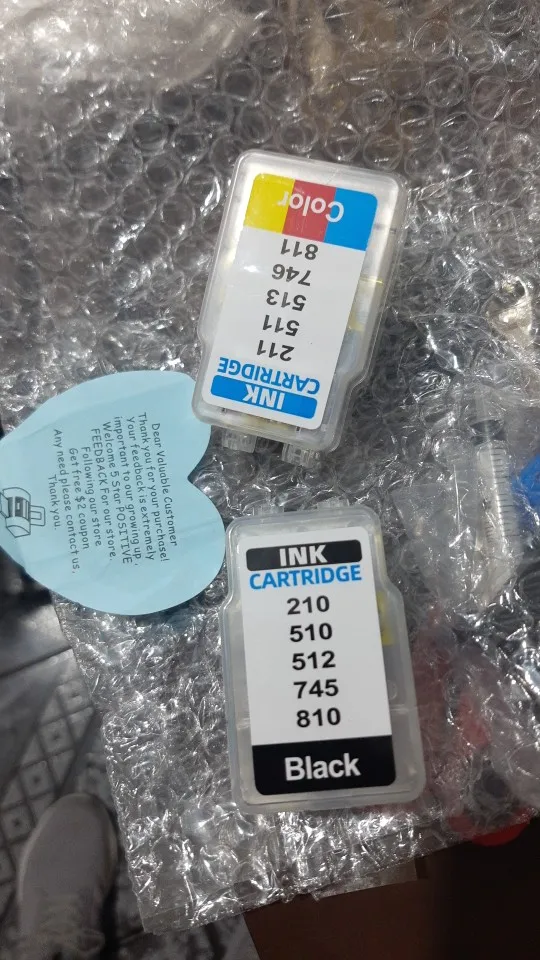 Color
811
746
513
511
211
CARTRIDGE
INK
Dear Valuable Customer
Thank you for your purchase!
Your feedback is extremely
important to our growing up,
Welcome 5 Star POSITIVE
FEEDBACK For our store.
Following our store
Get free $2 coupon
Any need please contact us,
Thank you.
INK
CARTRIDGE
210
510
512
745
810
Black